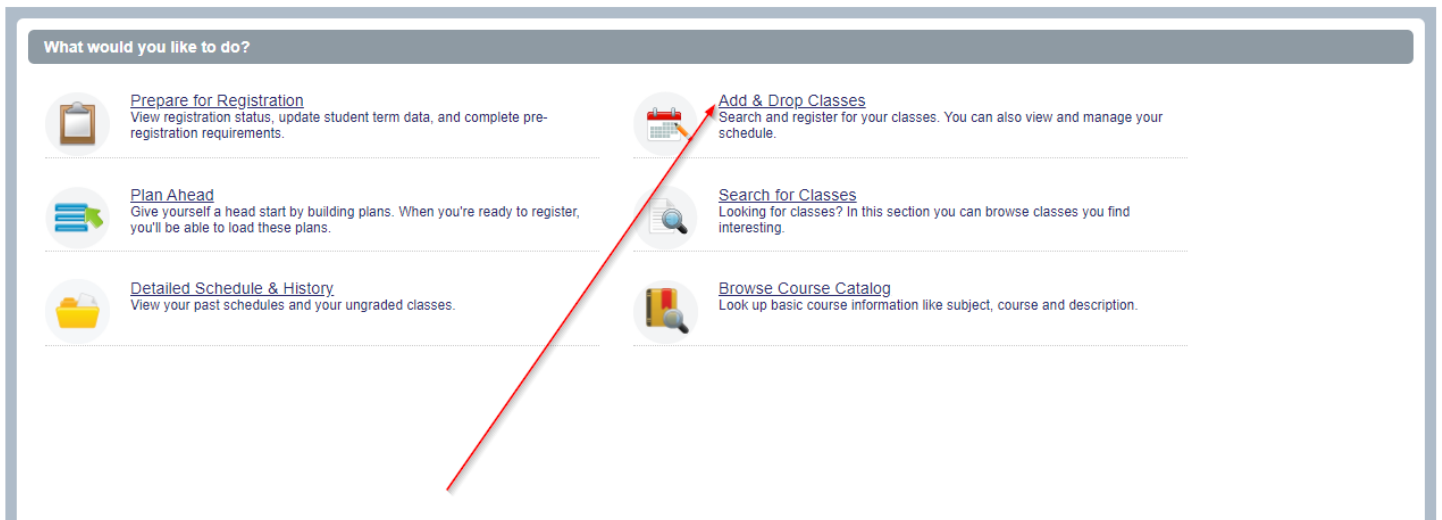 What would you like to do?
Prepare for Registration
View registration status, update student term data, and complete pre-
registration requirements.
Add & Drop Classes
Search and register for your classes. You can also view and manage your
schedule.
Plan Ahead
Give yourself a head start by building plans. When you're ready to register,
you'll be able to load these plans.
Search for Classes
Looking for classes? In this section you can browse classes you find
interesting.
Detailed Schedule & History
View your past schedules and your ungraded classes.
Browse Course Catalog
Look up basic course information like subject, course and description.